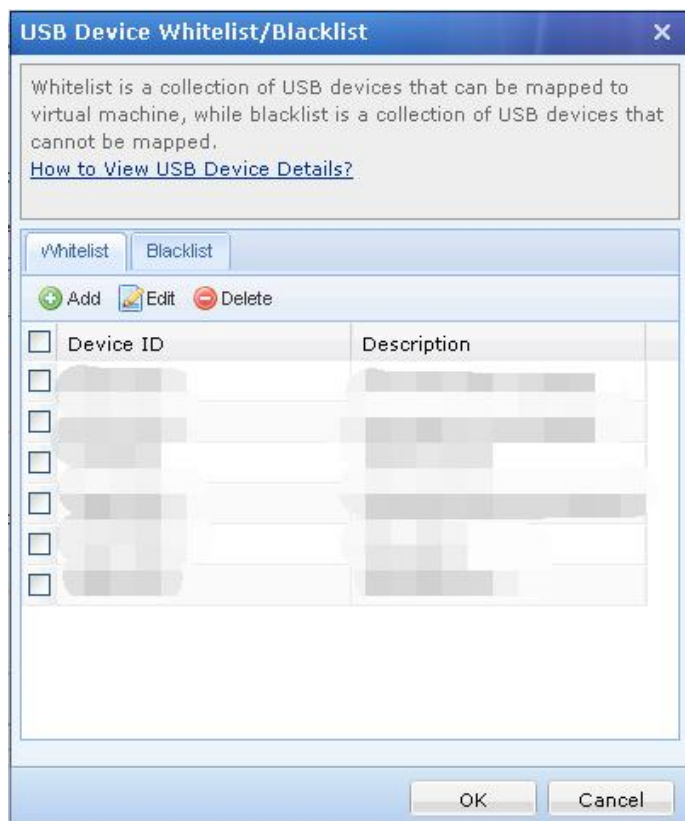 USB Device Whitelist/Blacklist
Whitelist is a collection of USB devices that can be mapped to
virtual machine, while blacklist is a collection of USB devices that
cannot be mapped.
How to View USB Device Details?
Whitelist Blacklist
Add Edit Delete
Device ID Description
OK Cancel